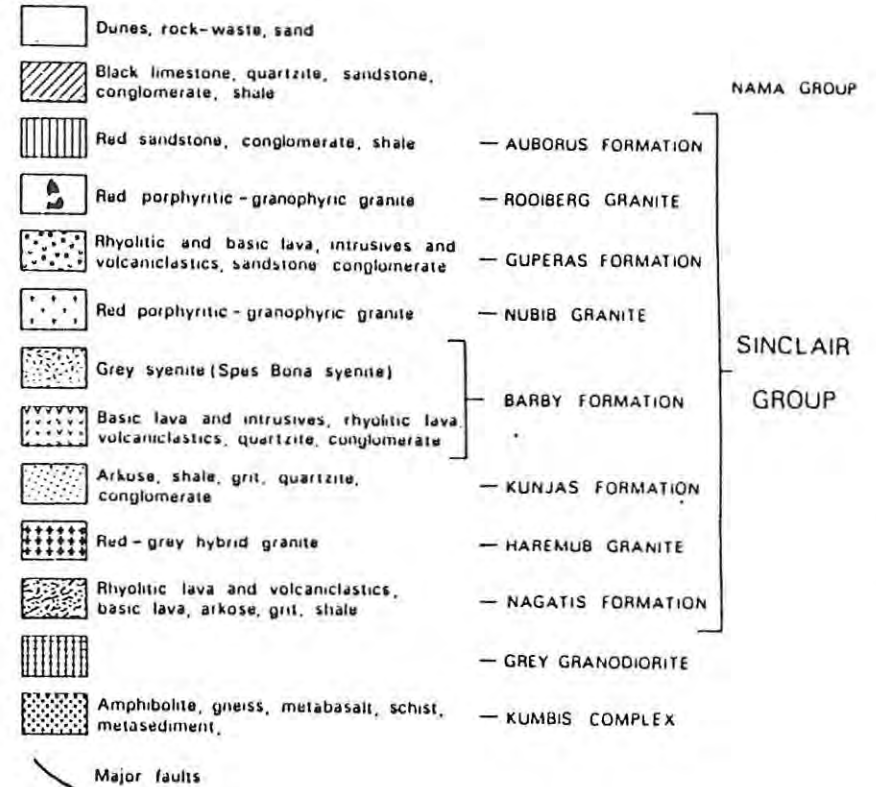 Dunes, rock-waste, sand
Black limestone, quartzite, sandstone,
conglomerate, shale
NAMA GROUP
Red sandstone, conglomerate, shale
— AUBORUS FORMATION
Red porphyritic - granophyric granite
— ROOIBERG GRANITE
Rhyolitic and basic lava, intrusives and
volcaniclastics, sandstone conglomerate
— GUPERAS FORMATION
Red porphyritic - granophyric granite
— NUBIB GRANITE
Grey syenite (Spes Bona syenite)
Basic lava and intrusives, rhyolitic lava,
volcaniclastics, quartzite, conglomerate
BARBY FORMATION
Arkose, shale, grit, quartzite,
conglomerate
— KUNJAS FORMATION
Red - grey hybrid granite
— HAREMUB GRANITE
Rhyolitic lava and volcaniclastics,
basic lava, arkose, grit, shale
— NAGATIS FORMATION
SINCLAIR
GROUP
— GREY GRANODIORITE
Amphibolite, gneiss, metabasalt, schist,
metasediment,
— KUMBIS COMPLEX
Major faults